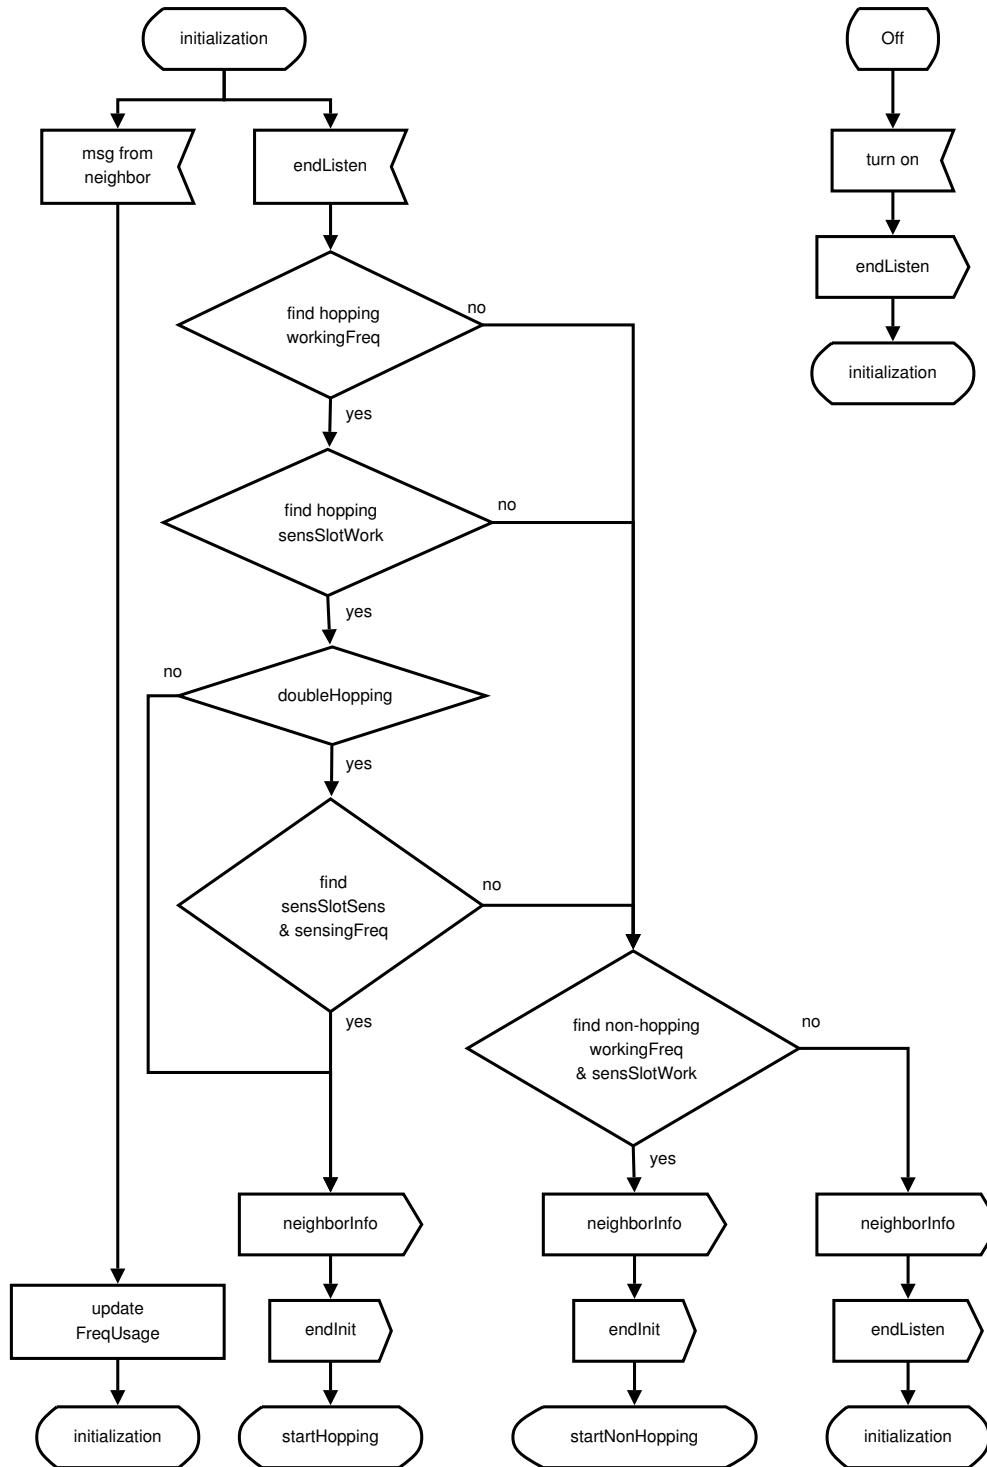 initialization
Off
msg from
neighbor
endListen
turn on
endListen
find hopping
workingFreq
no
initialization
yes
find hopping
sensSlotWork
no
yes
no
doubleHopping
yes
find
sensSlotSens
& sensingFreq
no
yes
find non-hopping
workingFreq
& sensSlotWork
no
yes
neighborInfo
neighborInfo
neighborInfo
update
FreqUsage
endInit
endInit
endListen
initialization
startHopping
startNonHopping
initialization